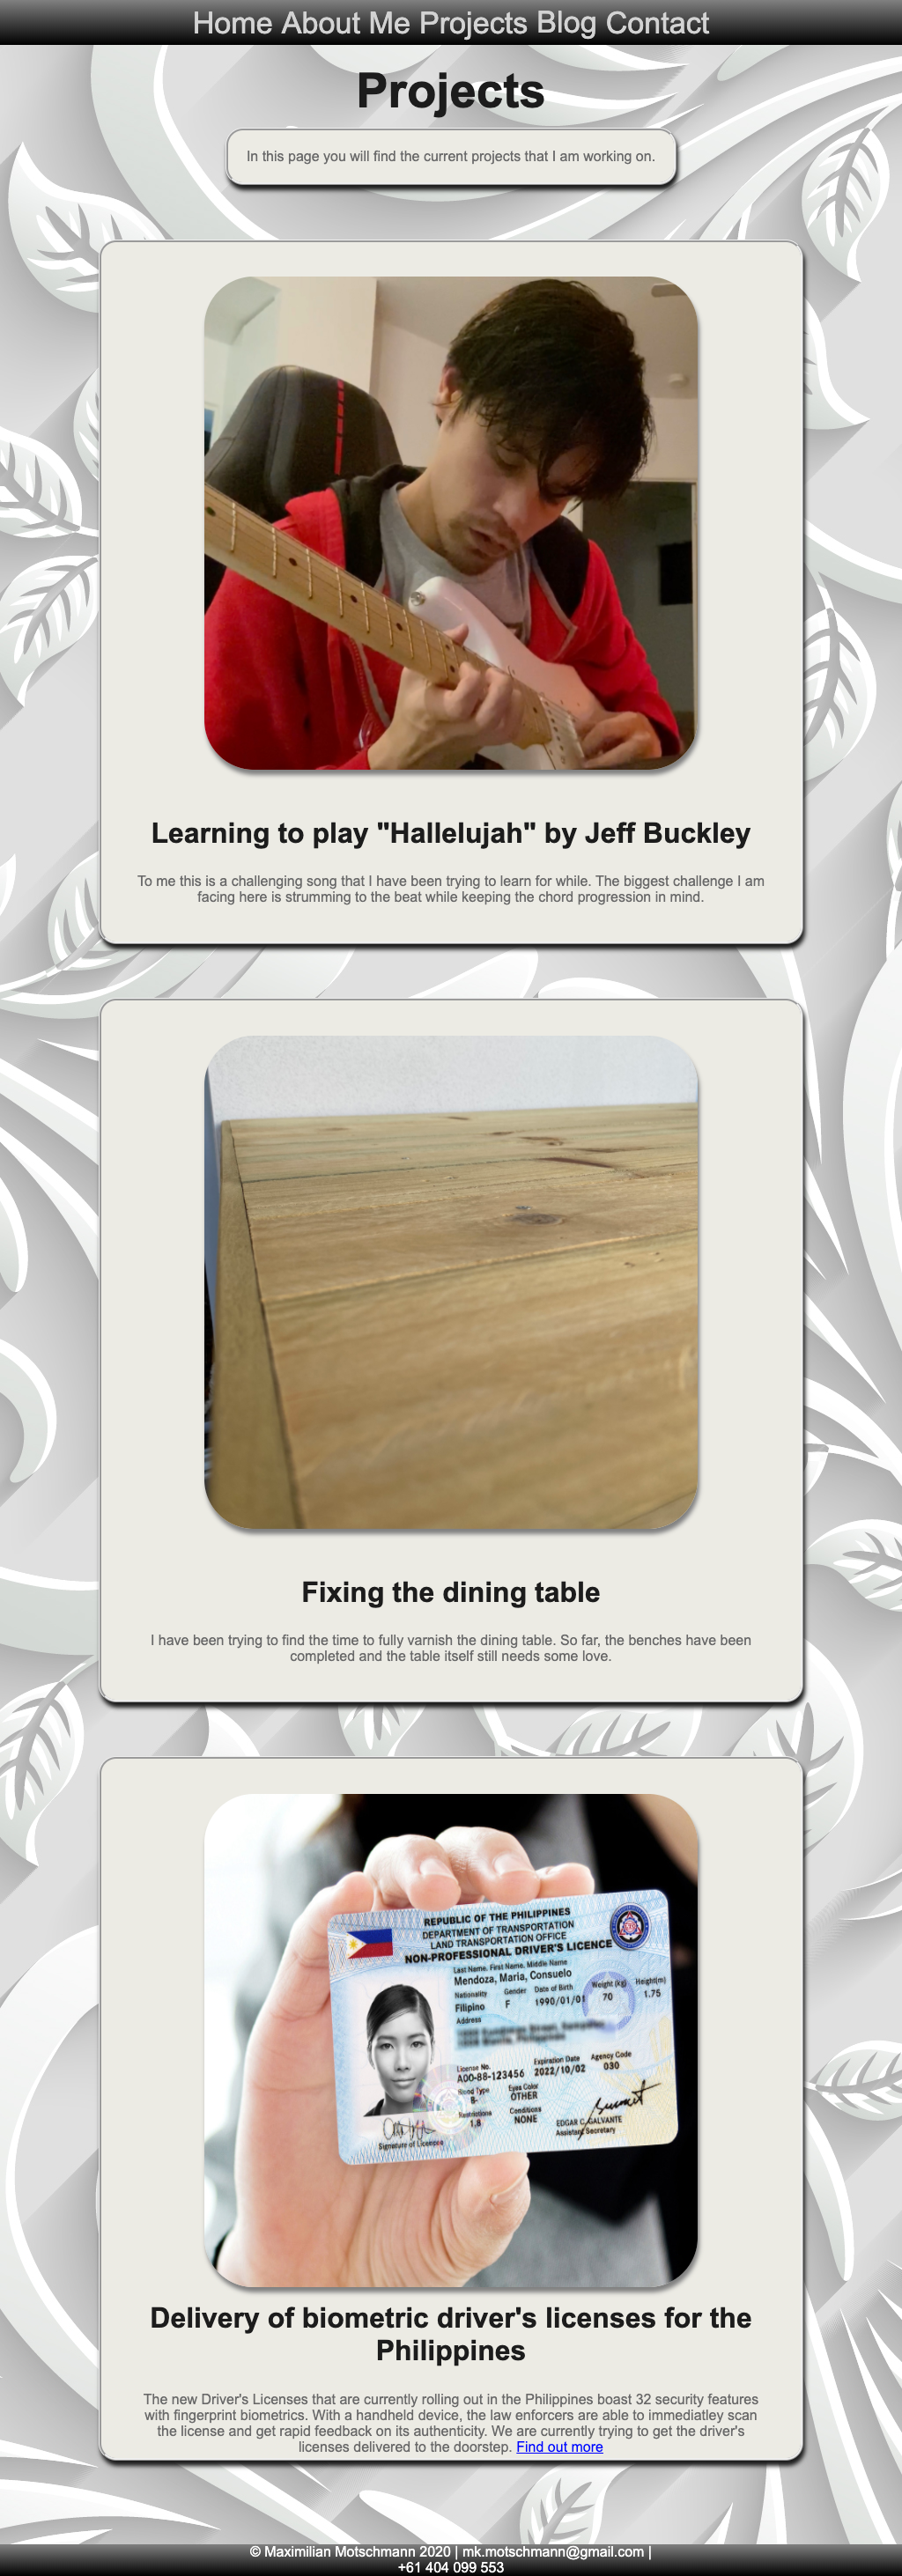 Home About Me Projects Blog Contact
Projects
In this page you will find the current projects that I am working on.
Learning to play "Hallelujah" by Jeff Buckley
To me this is a challenging song that I have been trying to learn for while. The biggest challenge I am
facing here is strumming to the beat while keeping the chord progression in mind.
Fixing the dining table
I have been trying to find the time to fully varnish the dining table. So far, the benches have been
completed and the table itself still needs some love.
REPUBLIC OF THE PHILIPPINES
DEPARTMENT OF TRANSPORTATION
LAND TRANSPORTATION OFFICE
NON-PROFESSIONAL DRIVER'S LICENCE
Last Name. First Name. Middle Name
Mendoza, Maria, Consuelo
Nationality Gender Date of Birth Weight (kg) Height(m)
Filipino F 1990/01/01 70 1.75
Address
License No. Expiration Date Agency Code
A00-88-123456 2022/10/02 030
Blood Type Eyes Color
B- OTHER
Restrictions Conditions
1,8 NONE
EDGAR C. GALVANTE
Assistant Secretary
Signature of Licensee
Delivery of biometric driver's licenses for the
Philippines
The new Driver's Licenses that are currently rolling out in the Philippines boast 32 security features
with fingerprint biometrics. With a handheld device, the law enforcers are able to immediatley scan
the license and get rapid feedback on its authenticity. We are currently trying to get the driver's
licenses delivered to the doorstep. Find out more
© Maximilian Motschmann 2020 | mk.motschmann@gmail.com |
+61 404 099 553